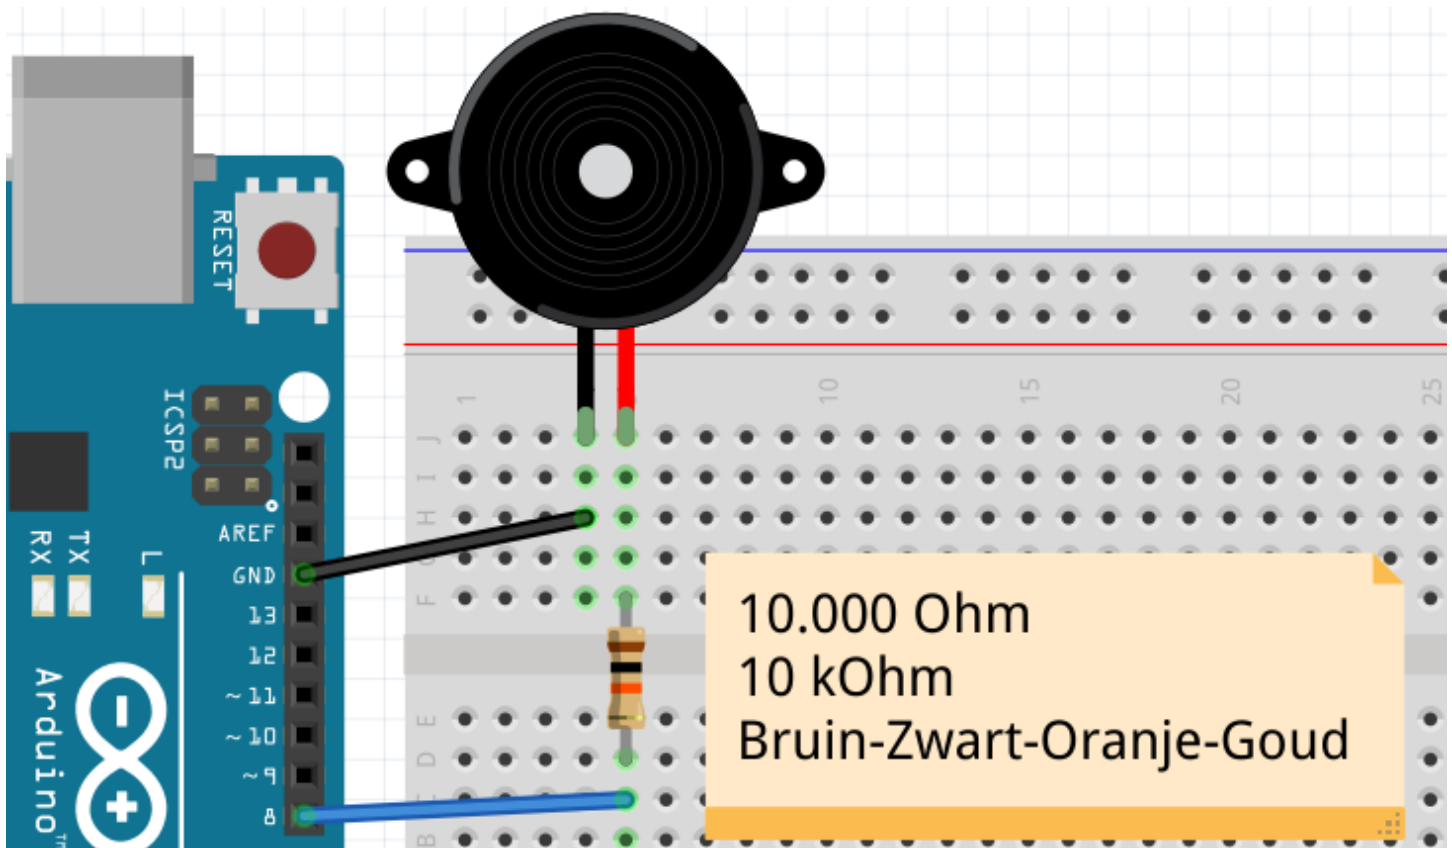 RESET
ICSP2
AREF
GND
13
12
~11
~10
~9
8
RX
TX
L
Arduino™
1
10
15
20
25
J
I
H
G
F
E
D
C
B
10.000 Ohm
10 kOhm
Bruin-Zwart-Oranje-Goud